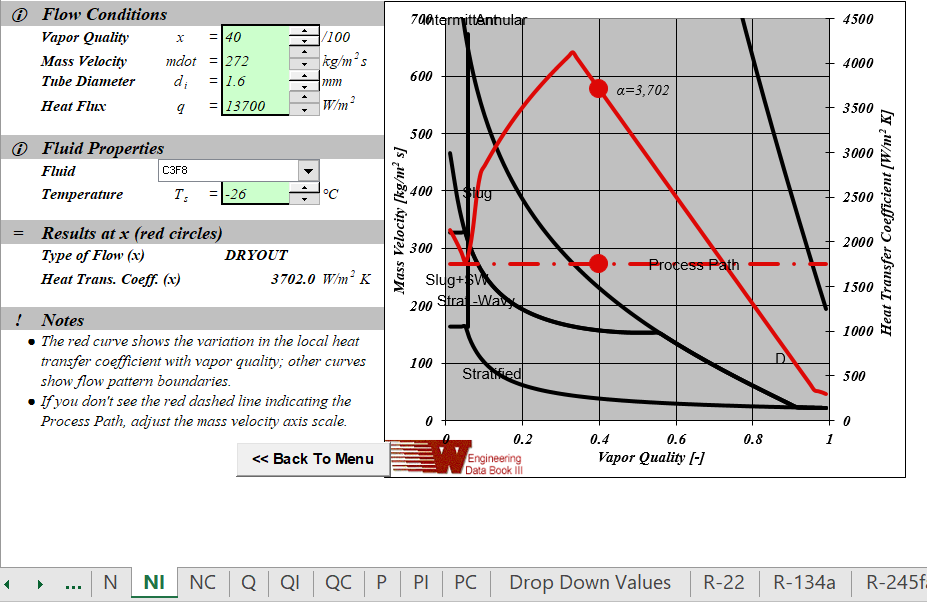 Flow Conditions
Vapor Quality x = 40 /100
Mass Velocity mdot = 272 kg/m² s
Tube Diameter dᵢ = 1.6 mm
Heat Flux q = 13700 W/m²
Fluid Properties
Fluid C3F8
Temperature Tₛ = -26 °C
= Results at x (red circles)
Type of Flow (x) DRYOUT
Heat Trans. Coeff. (x) 3702.0 W/m² K
! Notes
● The red curve shows the variation in the local heat
transfer coefficient with vapor quality; other curves
show flow pattern boundaries.
● If you don't see the red dashed line indicating the
Process Path, adjust the mass velocity axis scale.
<< Back To Menu
Intermittent Annular
α=3,702
Slug
Process Path
Slug+SW
Strat.-Wavy
D
Stratified
Mass Velocity [kg/m² s]
700
600
500
400
300
200
100
0
Heat Transfer Coefficient [W/m² K]
4500
4000
3500
3000
2500
2000
1500
1000
500
0
0 0.2 0.4 0.6 0.8 1
Vapor Quality [-]
W Engineering
Data Book III
... N NI NC Q QI QC P PI PC Drop Down Values R-22 R-134a R-245fa